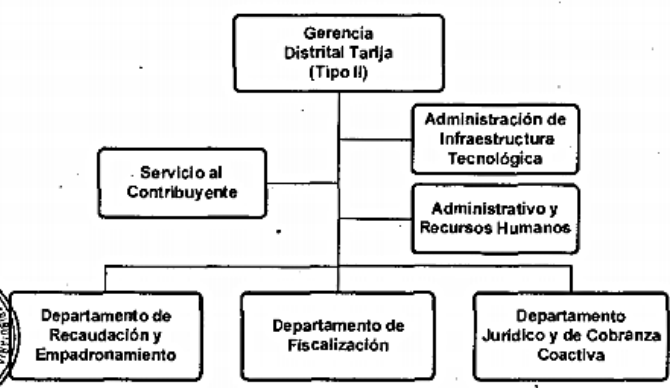 Gerencia
Distrital Tarija
(Tipo II)
Administración de
Infraestructura
Tecnológica
Servicio al
Contribuyente
Administrativo y
Recursos Humanos
Departamento de
Recaudación y
Empadronamiento
Departamento de
Fiscalización
Departamento
Jurídico y de Cobranza
Coactiva